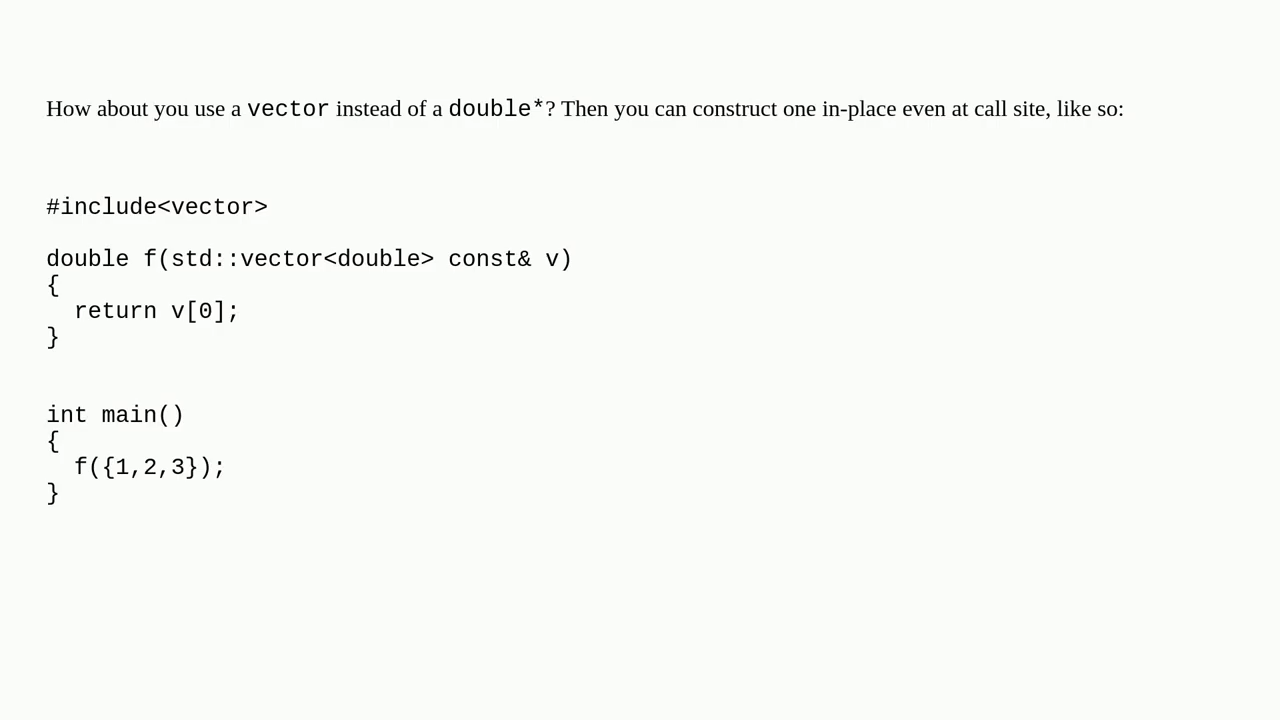 How about you use a vector instead of a double*? Then you can construct one in-place even at call site, like so:
#include<vector>
double f(std::vector<double> const& v)
{
  return v[0];
}
int main()
{
  f({1,2,3});
}